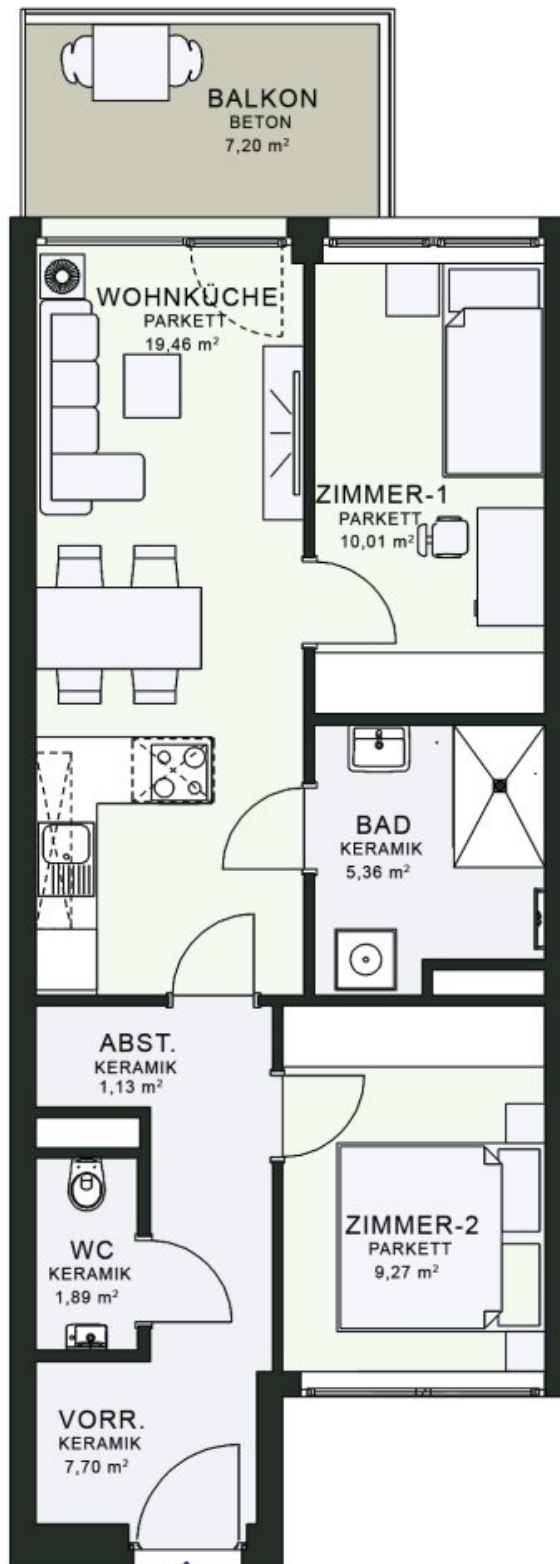 BALKON
BETON
7,20 m²
WOHNKÜCHE
PARKETT
19,46 m²
ZIMMER-1
PARKETT
10,01 m²
BAD
KERAMIK
5,36 m²
ABST.
KERAMIK
1,13 m²
ZIMMER-2
PARKETT
9,27 m²
WC
KERAMIK
1,89 m²
VORR.
KERAMIK
7,70 m²